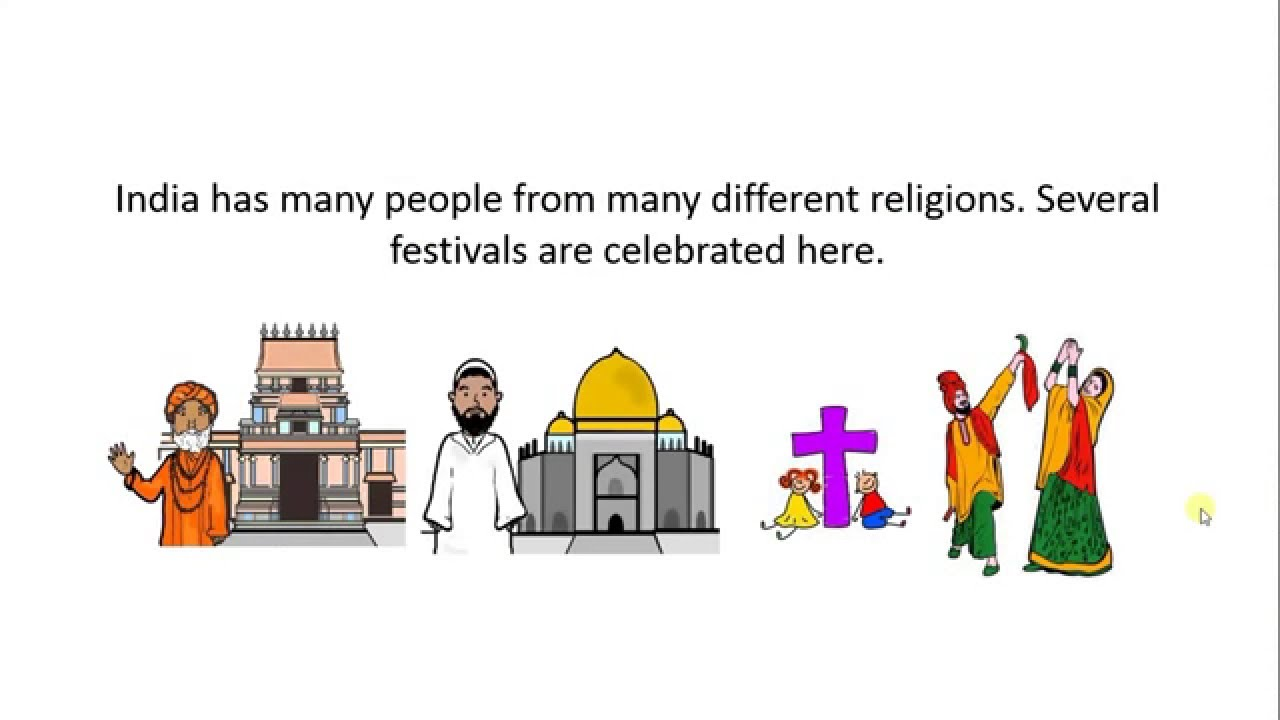 India has many people from many different religions. Several
festivals are celebrated here.